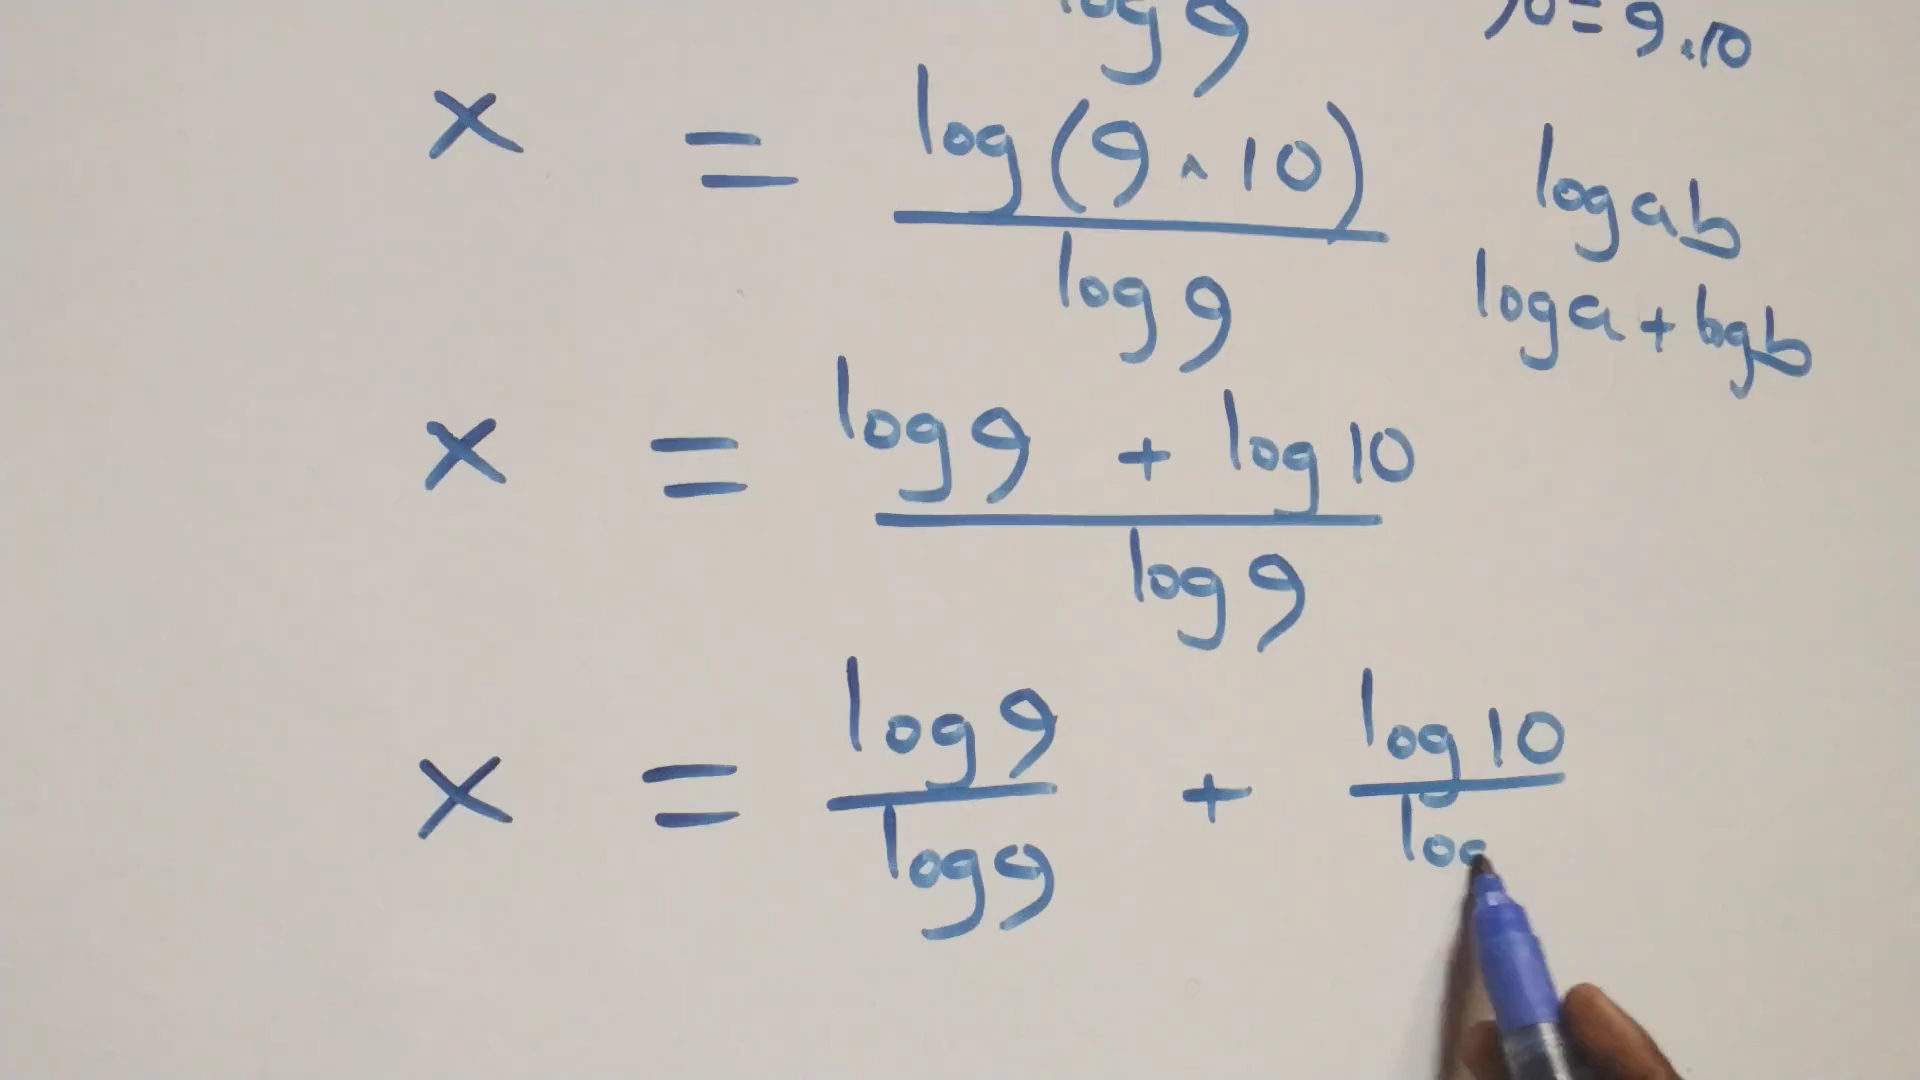 log 9
90 = 9 . 10
x = log (9 . 10)
log 9
log ab
log a + log b
x = log 9 + log 10
log 9
x = log 9 + log 10
log 9 log